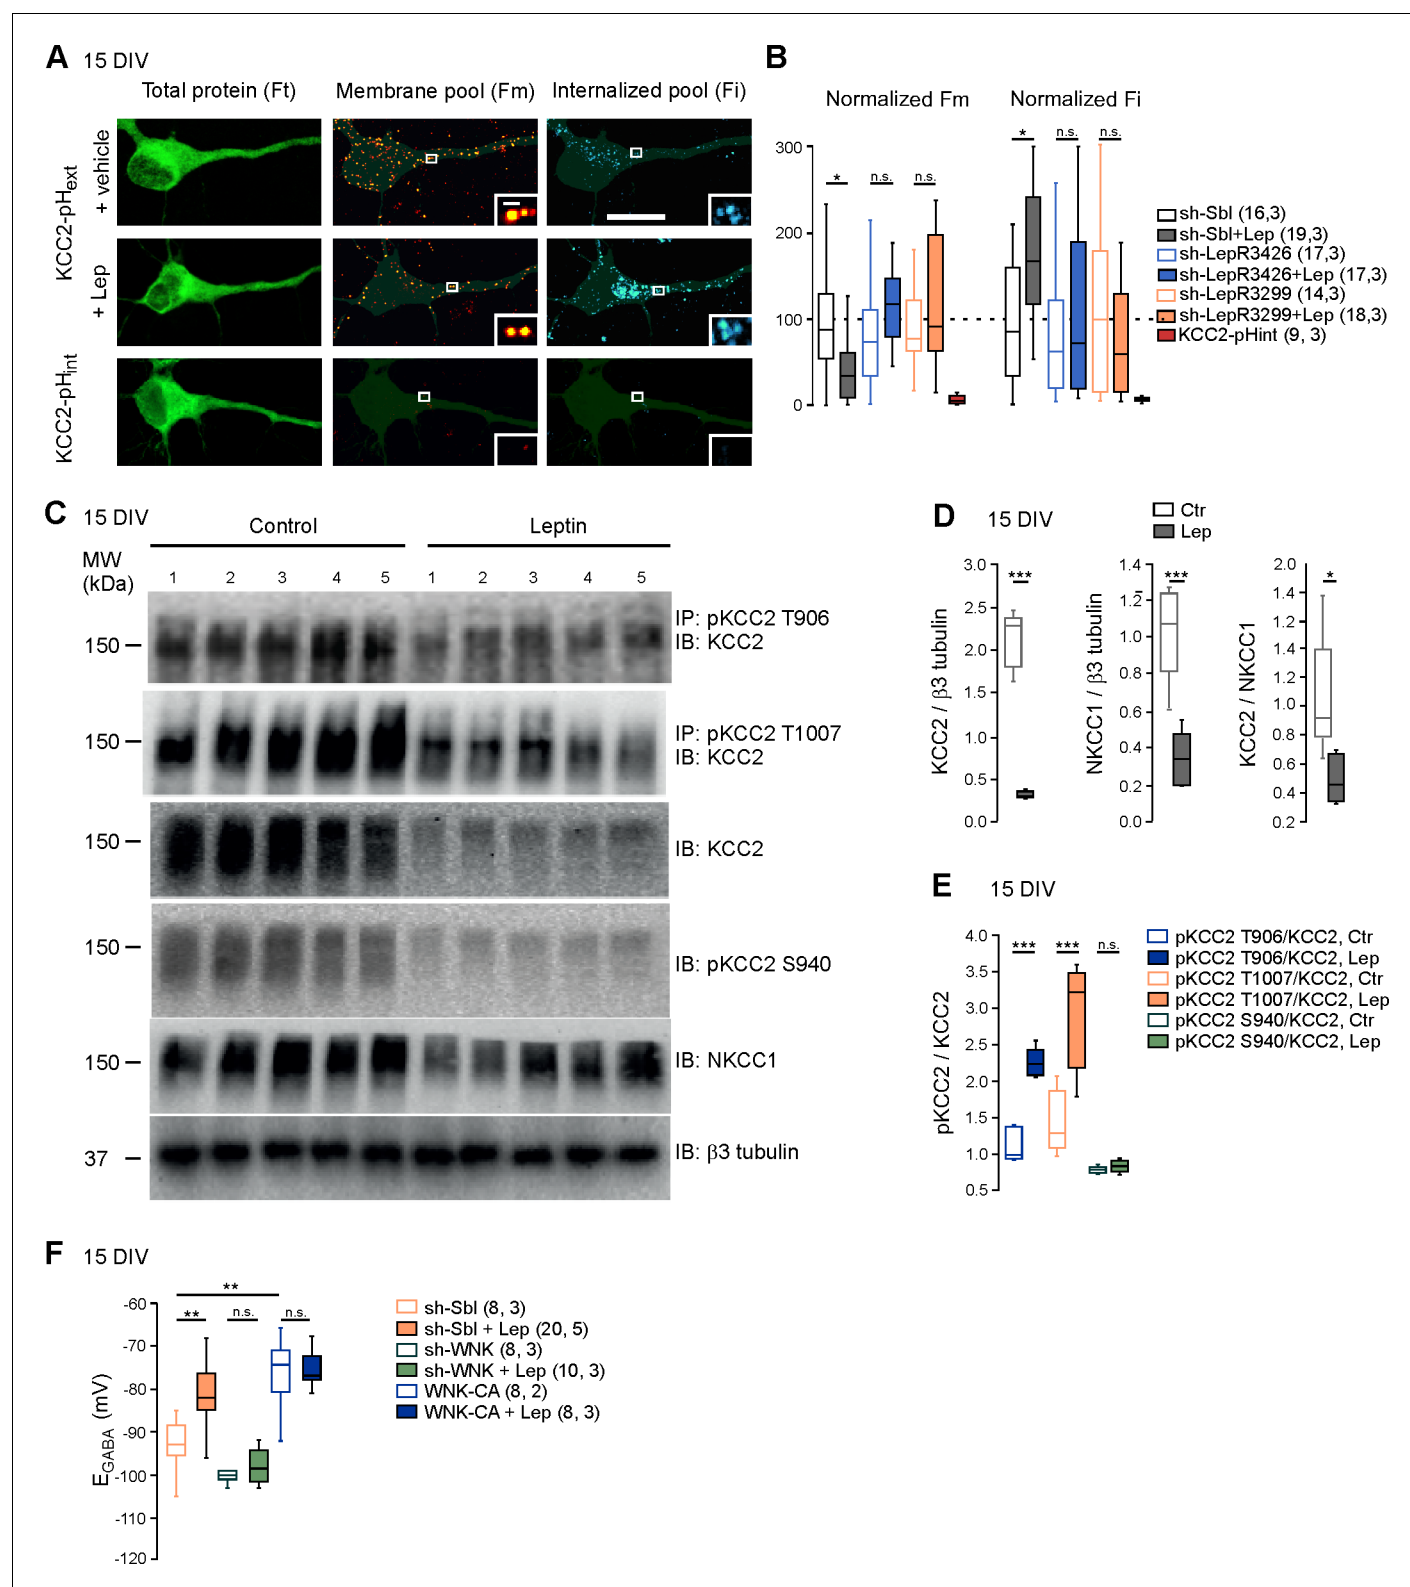 A 15 DIV
Total protein (Ft) Membrane pool (Fm) Internalized pool (Fi)
KCC2-pHext
+ vehicle
+ Lep
KCC2-pHint
B
Normalized Fm Normalized Fi
300
200
100
0
*
n.s.
n.s.
*
n.s.
n.s.
sh-Sbl (16,3)
sh-Sbl+Lep (19,3)
sh-LepR3426 (17,3)
sh-LepR3426+Lep (17,3)
sh-LepR3299 (14,3)
sh-LepR3299+Lep (18,3)
KCC2-pHint (9, 3)
C 15 DIV
Control Leptin
MW
(kDa)
1 2 3 4 5 1 2 3 4 5
150
IP: pKCC2 T906
IB: KCC2
150
IP: pKCC2 T1007
IB: KCC2
150
IB: KCC2
150
IB: pKCC2 S940
150
IB: NKCC1
37
IB: β3 tubulin
D 15 DIV
Ctr
Lep
KCC2 / β3 tubulin
3.0
2.5
2.0
1.5
1.0
0.5
0.0
***
NKCC1 / β3 tubulin
1.4
1.2
1.0
0.8
0.6
0.4
0.2
0.0
***
KCC2 / NKCC1
2.0
1.4
1.4
1.0
0.8
0.6
0.4
0.2
*
E 15 DIV
pKCC2 / KCC2
4.0
3.5
3.0
2.5
2.0
1.5
1.0
0.5
***
***
n.s.
pKCC2 T906/KCC2, Ctr
pKCC2 T906/KCC2, Lep
pKCC2 T1007/KCC2, Ctr
pKCC2 T1007/KCC2, Lep
pKCC2 S940/KCC2, Ctr
pKCC2 S940/KCC2, Lep
F 15 DIV
EGABA (mV)
-60
-70
-80
-90
-100
-110
-120
**
**
n.s.
n.s.
sh-Sbl (8, 3)
sh-Sbl + Lep (20, 5)
sh-WNK (8, 3)
sh-WNK + Lep (10, 3)
WNK-CA (8, 2)
WNK-CA + Lep (8, 3)